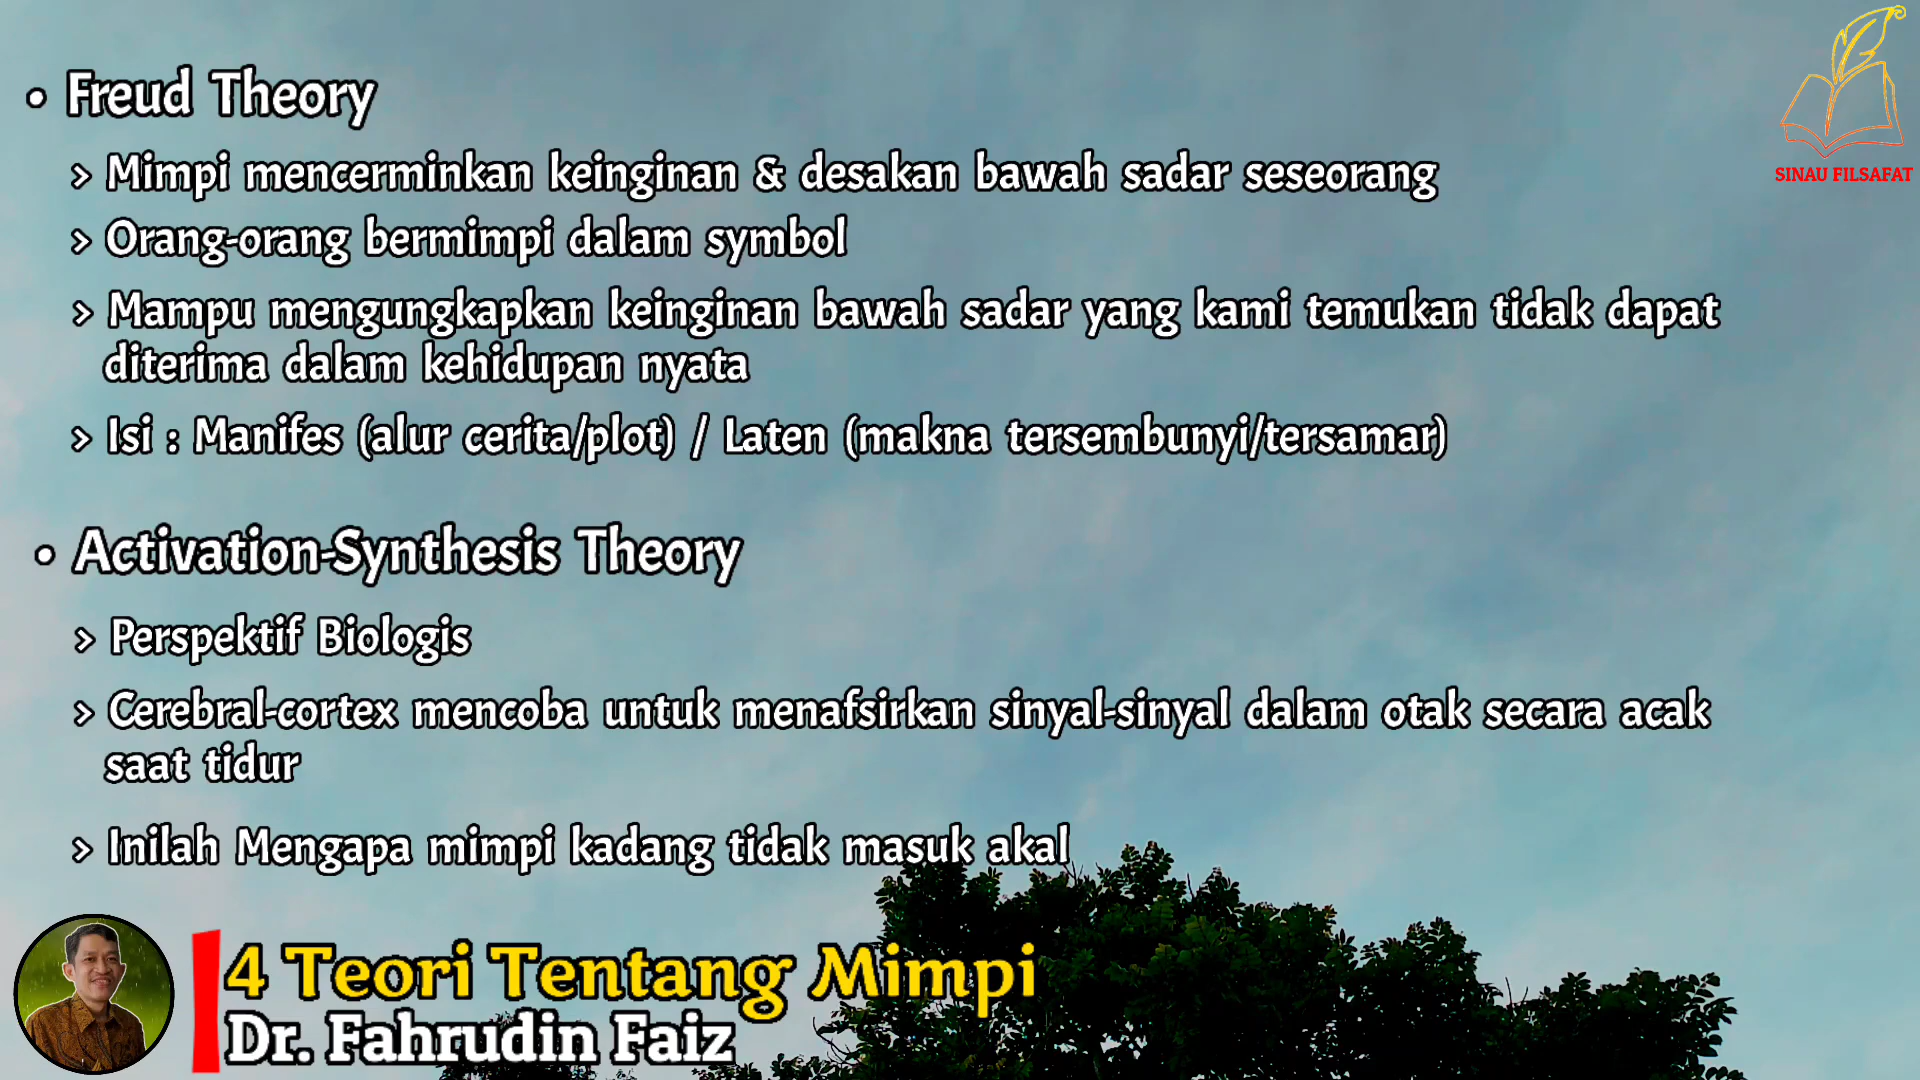 • Freud Theory
> Mimpi mencerminkan keinginan & desakan bawah sadar seseorang
> Orang-orang bermimpi dalam symbol
> Mampu mengungkapkan keinginan bawah sadar yang kami temukan tidak dapat
diterima dalam kehidupan nyata
> Isi : Manifes (alur cerita/plot) / Laten (makna tersembunyi/tersamar)
• Activation-Synthesis Theory
> Perspektif Biologis
> Cerebral-cortex mencoba untuk menafsirkan sinyal-sinyal dalam otak secara acak
saat tidur
> Inilah Mengapa mimpi kadang tidak masuk akal
4 Teori Tentang Mimpi
Dr. Fahrudin Faiz
SINAU FILSAFAT